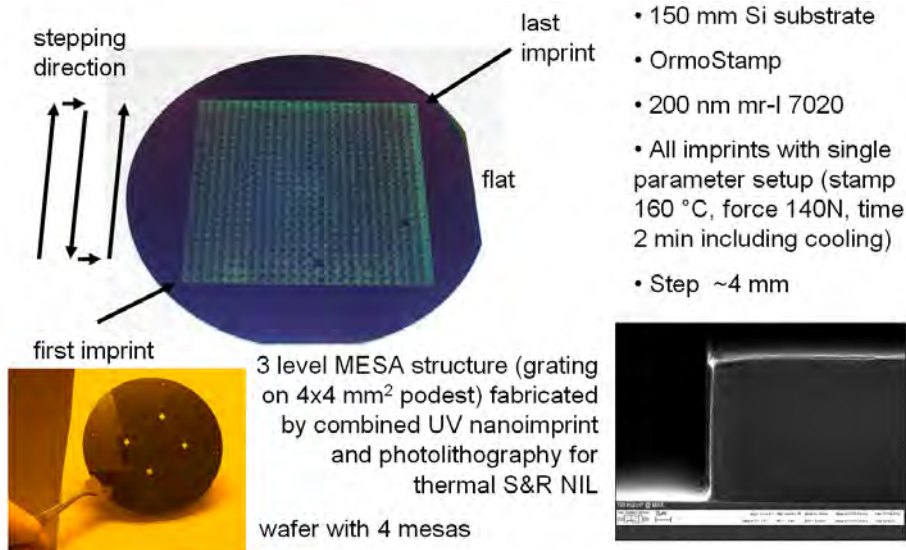 stepping
direction
last
imprint
flat
first imprint
• 150 mm Si substrate
• OrmoStamp
• 200 nm mr-I 7020
• All imprints with single
parameter setup (stamp
160 °C, force 140N, time
2 min including cooling)
• Step ~4 mm
3 level MESA structure (grating
on 4x4 mm² podest) fabricated
by combined UV nanoimprint
and photolithography for
thermal S&R NIL
wafer with 4 mesas